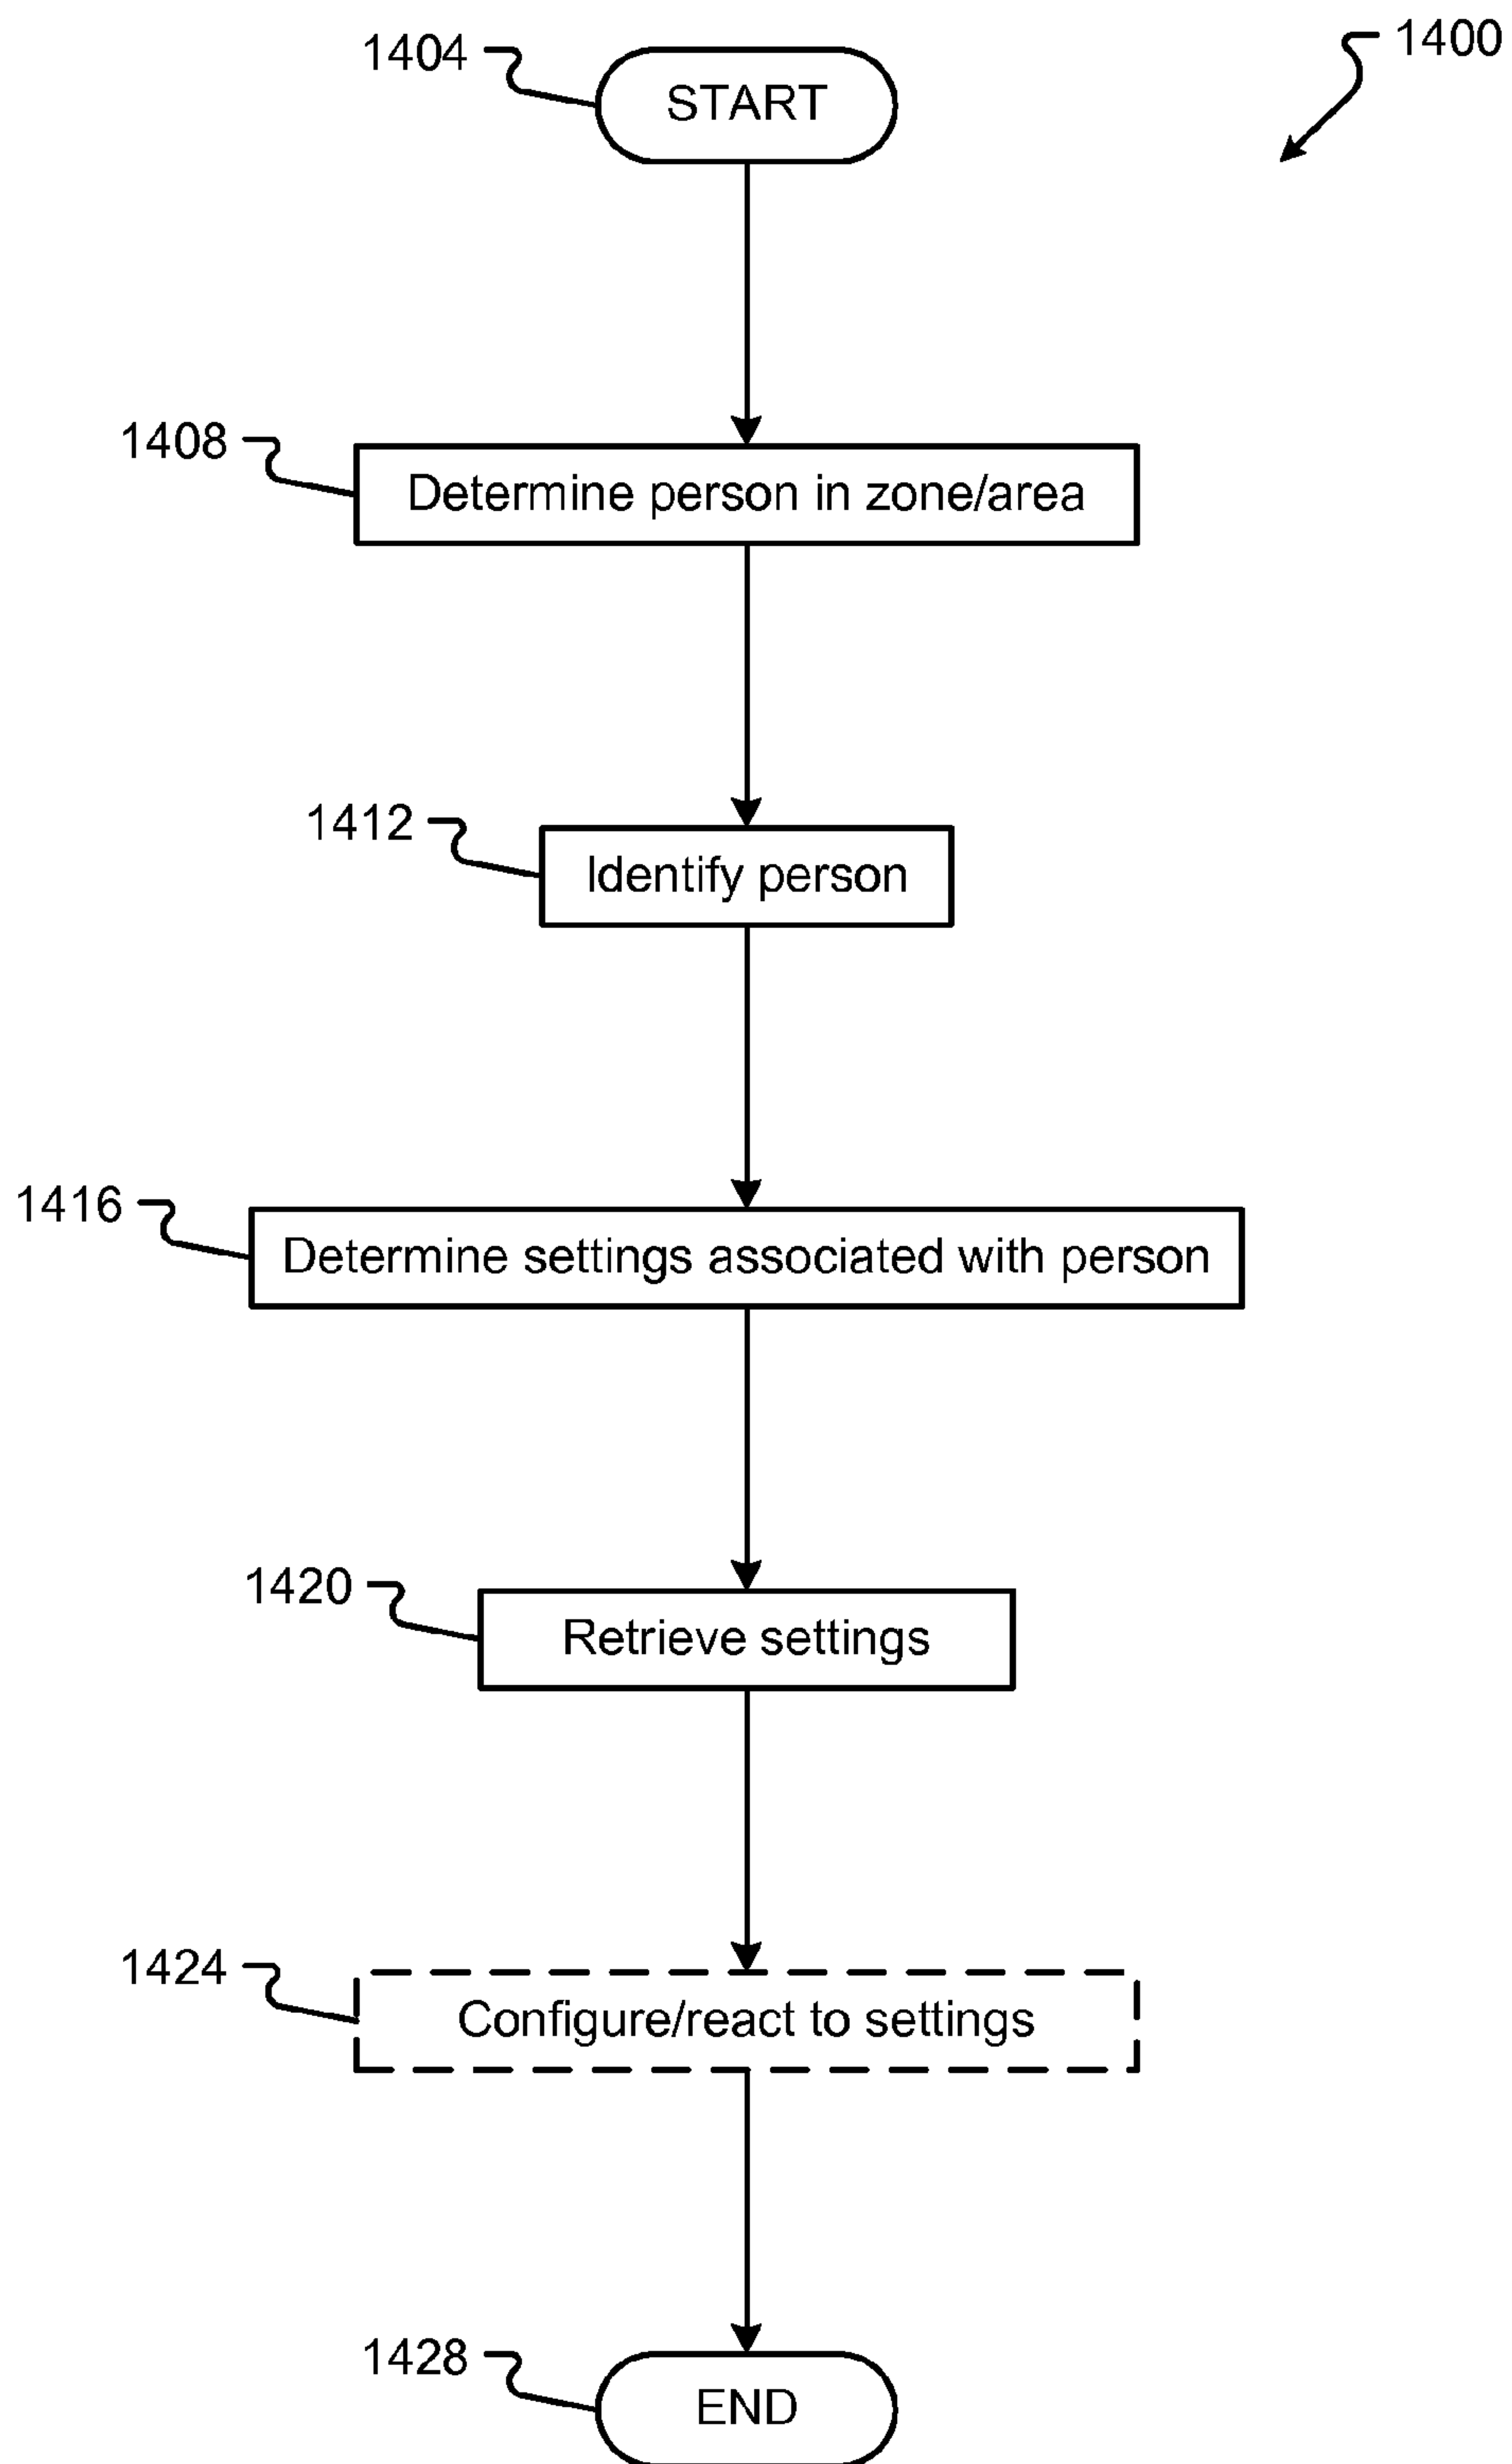 1400
1404
START
1408
Determine person in zone/area
1412
Identify person
1416
Determine settings associated with person
1420
Retrieve settings
1424
Configure/react to settings
1428
END